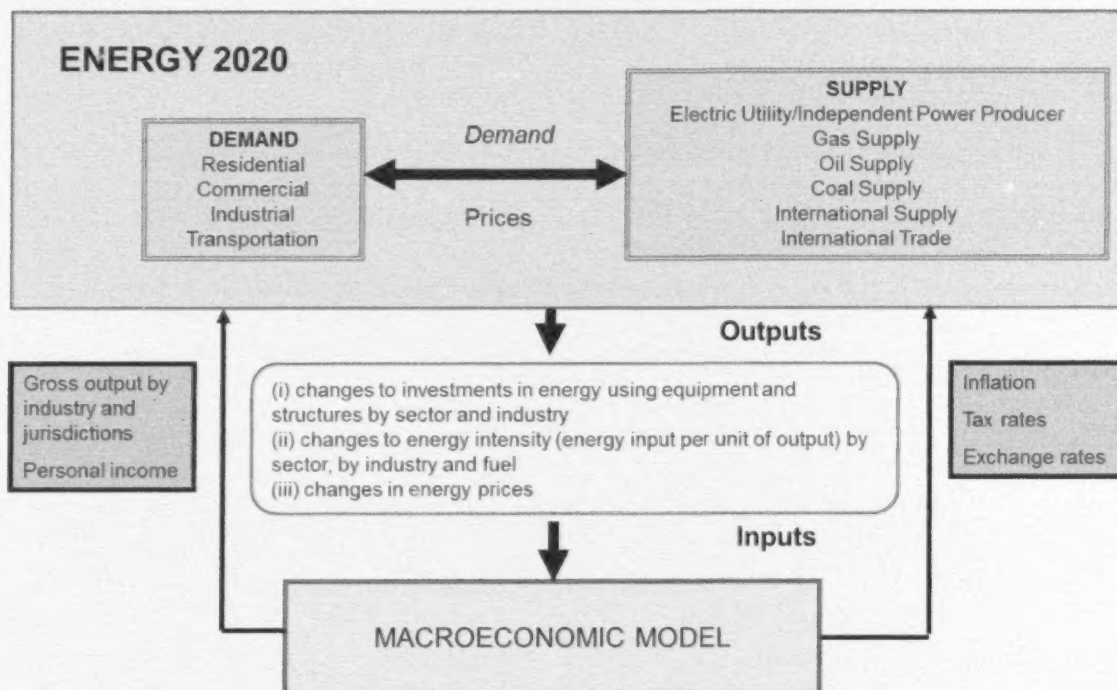 ENERGY 2020
DEMAND
Residential
Commercial
Industrial
Transportation
Demand
Prices
SUPPLY
Electric Utility/Independent Power Producer
Gas Supply
Oil Supply
Coal Supply
International Supply
International Trade
Outputs
Gross output by
industry and
jurisdictions
Personal income
(i) changes to investments in energy using equipment and
structures by sector and industry
(ii) changes to energy intensity (energy input per unit of output) by
sector, by industry and fuel
(iii) changes in energy prices
Inflation
Tax rates
Exchange rates
Inputs
MACROECONOMIC MODEL